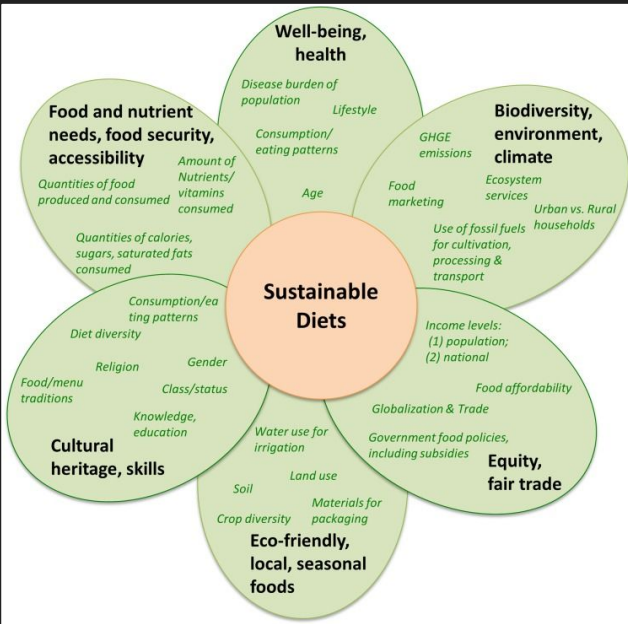 Well-being,
health
Disease burden of
population
Lifestyle
Consumption/
eating patterns
Age
Biodiversity,
environment,
climate
GHGE
emissions
Ecosystem
services
Food
marketing
Urban vs. Rural
households
Use of fossil fuels
for cultivation,
processing &
transport
Food and nutrient
needs, food security,
accessibility
Amount of
Nutrients/
vitamins
consumed
Quantities of food
produced and consumed
Quantities of calories,
sugars, saturated fats
consumed
Sustainable
Diets
Income levels:
(1) population;
(2) national
Food affordability
Globalization & Trade
Government food policies,
including subsidies
Equity,
fair trade
Consumption/ea
ting patterns
Diet diversity
Religion
Gender
Food/menu
traditions
Class/status
Knowledge,
education
Cultural
heritage, skills
Water use for
irrigation
Land use
Soil
Materials for
packaging
Crop diversity
Eco-friendly,
local, seasonal
foods